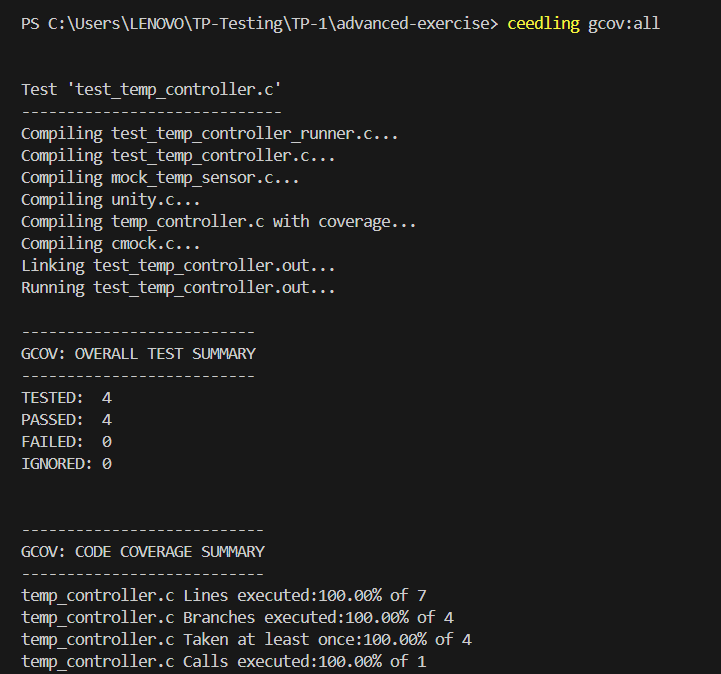 PS C:\Users\LENOVO\TP-Testing\TP-1\advanced-exercise> ceedling gcov:all
Test 'test_temp_controller.c'
-----------------------------
Compiling test_temp_controller_runner.c...
Compiling test_temp_controller.c...
Compiling mock_temp_sensor.c...
Compiling unity.c...
Compiling temp_controller.c with coverage...
Compiling cmock.c...
Linking test_temp_controller.out...
Running test_temp_controller.out...
--------------------------
GCOV: OVERALL TEST SUMMARY
--------------------------
TESTED:  4
PASSED:  4
FAILED:  0
IGNORED: 0
---------------------------
GCOV: CODE COVERAGE SUMMARY
---------------------------
temp_controller.c Lines executed:100.00% of 7
temp_controller.c Branches executed:100.00% of 4
temp_controller.c Taken at least once:100.00% of 4
temp_controller.c Calls executed:100.00% of 1